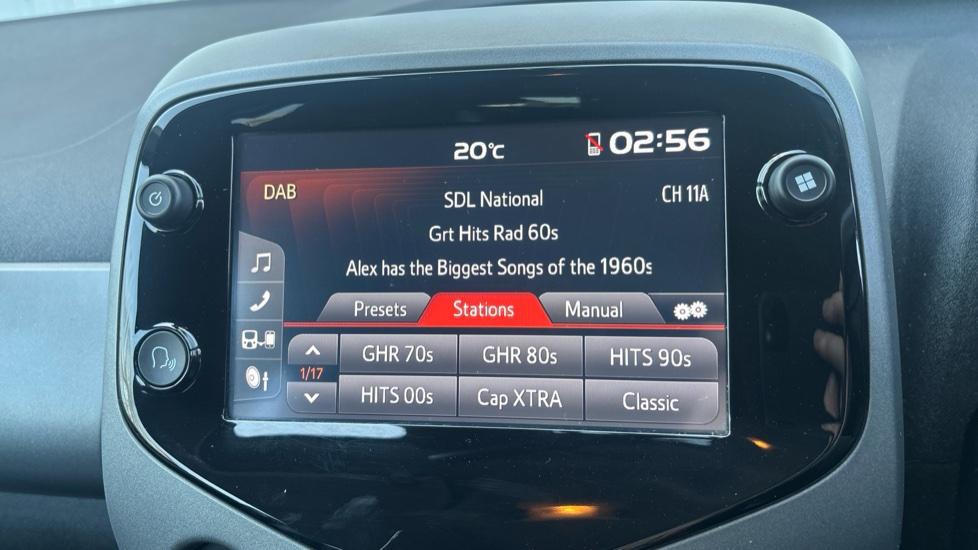 20°C 02:56
DAB SDL National CH 11A
Grt Hits Rad 60s
Alex has the Biggest Songs of the 1960s
Presets Stations Manual
GHR 70s GHR 80s HITS 90s
1/17
HITS 00s Cap XTRA Classic